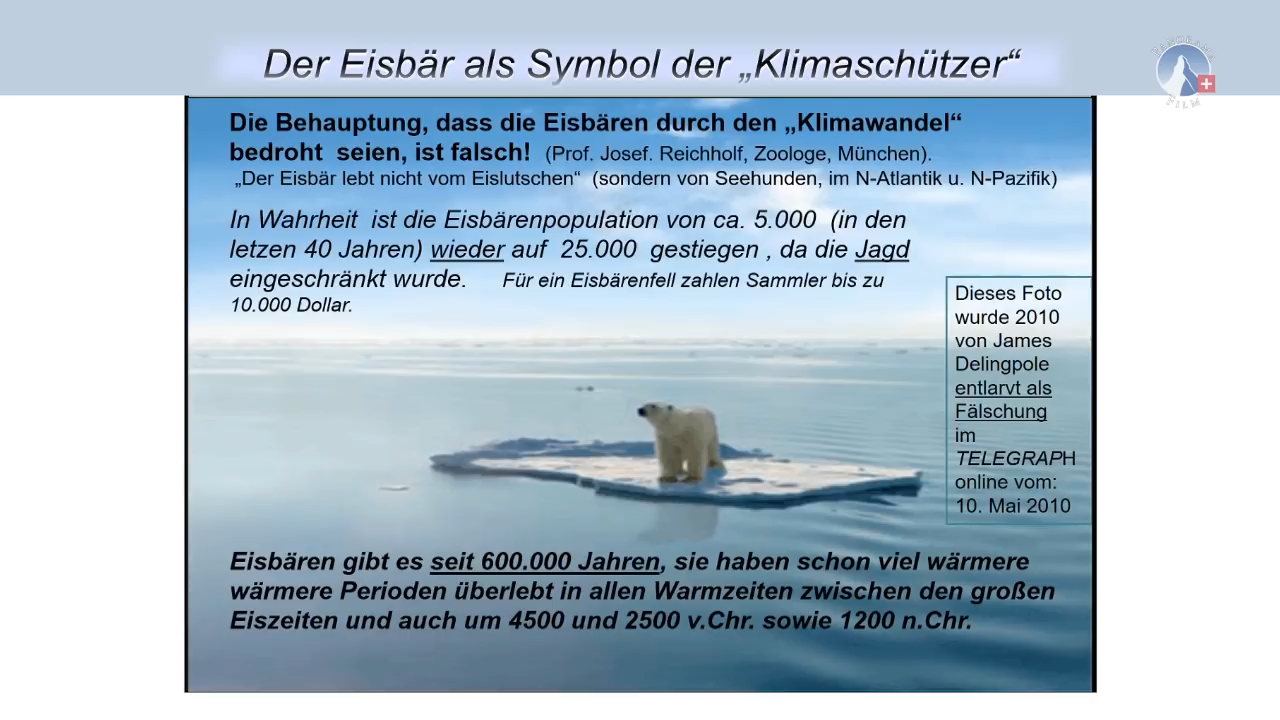 Der Eisbär als Symbol der „Klimaschützer“
PANORAMA
FILM
Die Behauptung, dass die Eisbären durch den „Klimawandel“
bedroht seien, ist falsch! (Prof. Josef. Reichholf, Zoologe, München).
„Der Eisbär lebt nicht vom Eislutschen“ (sondern von Seehunden, im N-Atlantik u. N-Pazifik)
In Wahrheit ist die Eisbärenpopulation von ca. 5.000 (in den
letzen 40 Jahren) wieder auf 25.000 gestiegen , da die Jagd
eingeschränkt wurde. Für ein Eisbärenfell zahlen Sammler bis zu
10.000 Dollar.
Dieses Foto
wurde 2010
von James
Delingpole
entlarvt als
Fälschung
im
TELEGRAPH
online vom:
10. Mai 2010
Eisbären gibt es seit 600.000 Jahren, sie haben schon viel wärmere
wärmere Perioden überlebt in allen Warmzeiten zwischen den großen
Eiszeiten und auch um 4500 und 2500 v.Chr. sowie 1200 n.Chr.